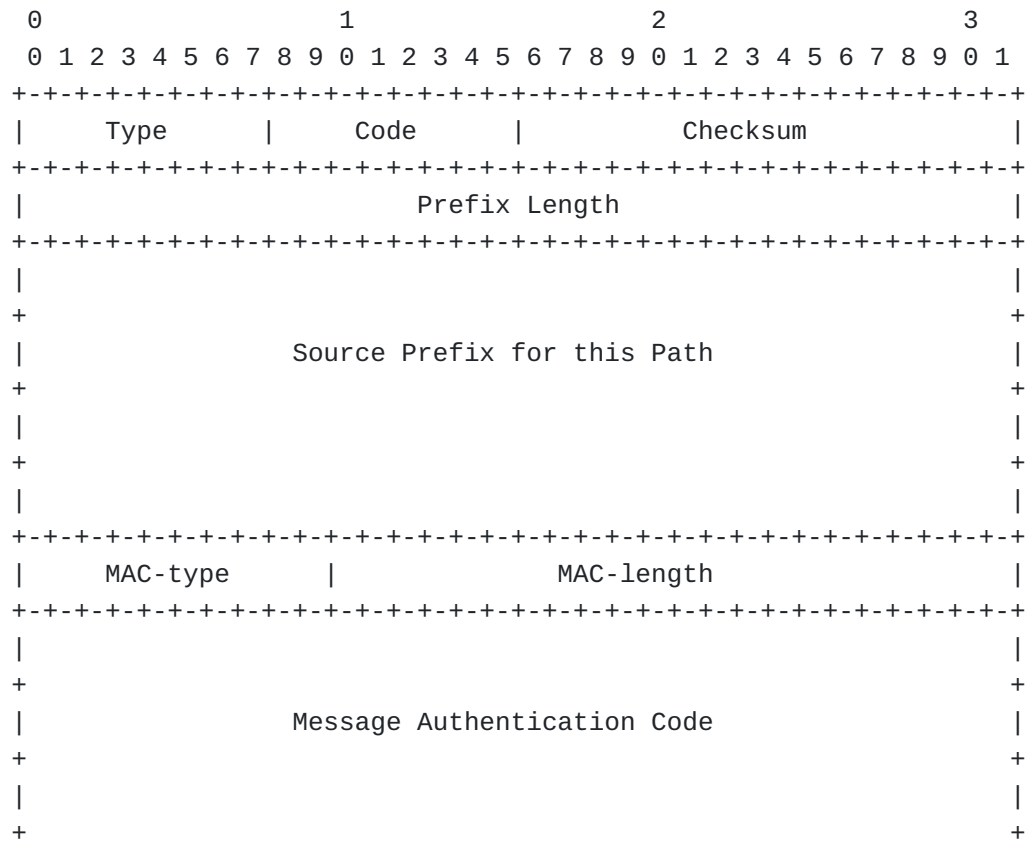 0                   1                   2                   3
 0 1 2 3 4 5 6 7 8 9 0 1 2 3 4 5 6 7 8 9 0 1 2 3 4 5 6 7 8 9 0 1
+-+-+-+-+-+-+-+-+-+-+-+-+-+-+-+-+-+-+-+-+-+-+-+-+-+-+-+-+-+-+-+-+
|     Type      |     Code      |          Checksum             |
+-+-+-+-+-+-+-+-+-+-+-+-+-+-+-+-+-+-+-+-+-+-+-+-+-+-+-+-+-+-+-+-+
|                         Prefix Length                         |
+-+-+-+-+-+-+-+-+-+-+-+-+-+-+-+-+-+-+-+-+-+-+-+-+-+-+-+-+-+-+-+-+
|                                                               |
+                                                               +
|                 Source Prefix for this Path                   |
+                                                               +
|                                                               |
+                                                               +
|                                                               |
+-+-+-+-+-+-+-+-+-+-+-+-+-+-+-+-+-+-+-+-+-+-+-+-+-+-+-+-+-+-+-+-+
|     MAC-type      |              MAC-length                   |
+-+-+-+-+-+-+-+-+-+-+-+-+-+-+-+-+-+-+-+-+-+-+-+-+-+-+-+-+-+-+-+-+
|                                                               |
+                                                               +
|                 Message Authentication Code                   |
+                                                               +
|                                                               |
+                                                               +